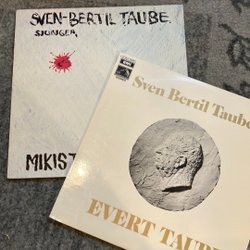 SVEN-BERTIL TAUBE.
SJUNGER,
MIKIS T
Sven Bertil Taube
EVERT TAUBE